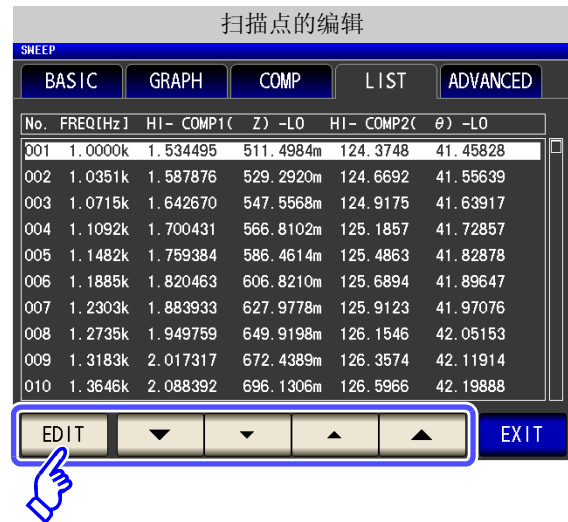 扫描点的编辑
SWEEP
BASIC GRAPH COMP LIST ADVANCED
No. FREQ[Hz] HI- COMP1( Z) -LO HI- COMP2( θ) -LO
001 1.0000k 1.534495 511.4984m 124.3748 41.45828
002 1.0351k 1.587876 529.2920m 124.6692 41.55639
003 1.0715k 1.642670 547.5568m 124.9175 41.63917
004 1.1092k 1.700431 566.8102m 125.1857 41.72857
005 1.1482k 1.759384 586.4614m 125.4863 41.82878
006 1.1885k 1.820463 606.8210m 125.6894 41.89647
007 1.2303k 1.883933 627.9778m 125.9123 41.97076
008 1.2735k 1.949759 649.9198m 126.1546 42.05153
009 1.3183k 2.017317 672.4389m 126.3574 42.11914
010 1.3646k 2.088392 696.1306m 126.5966 42.19888
EDIT EXIT